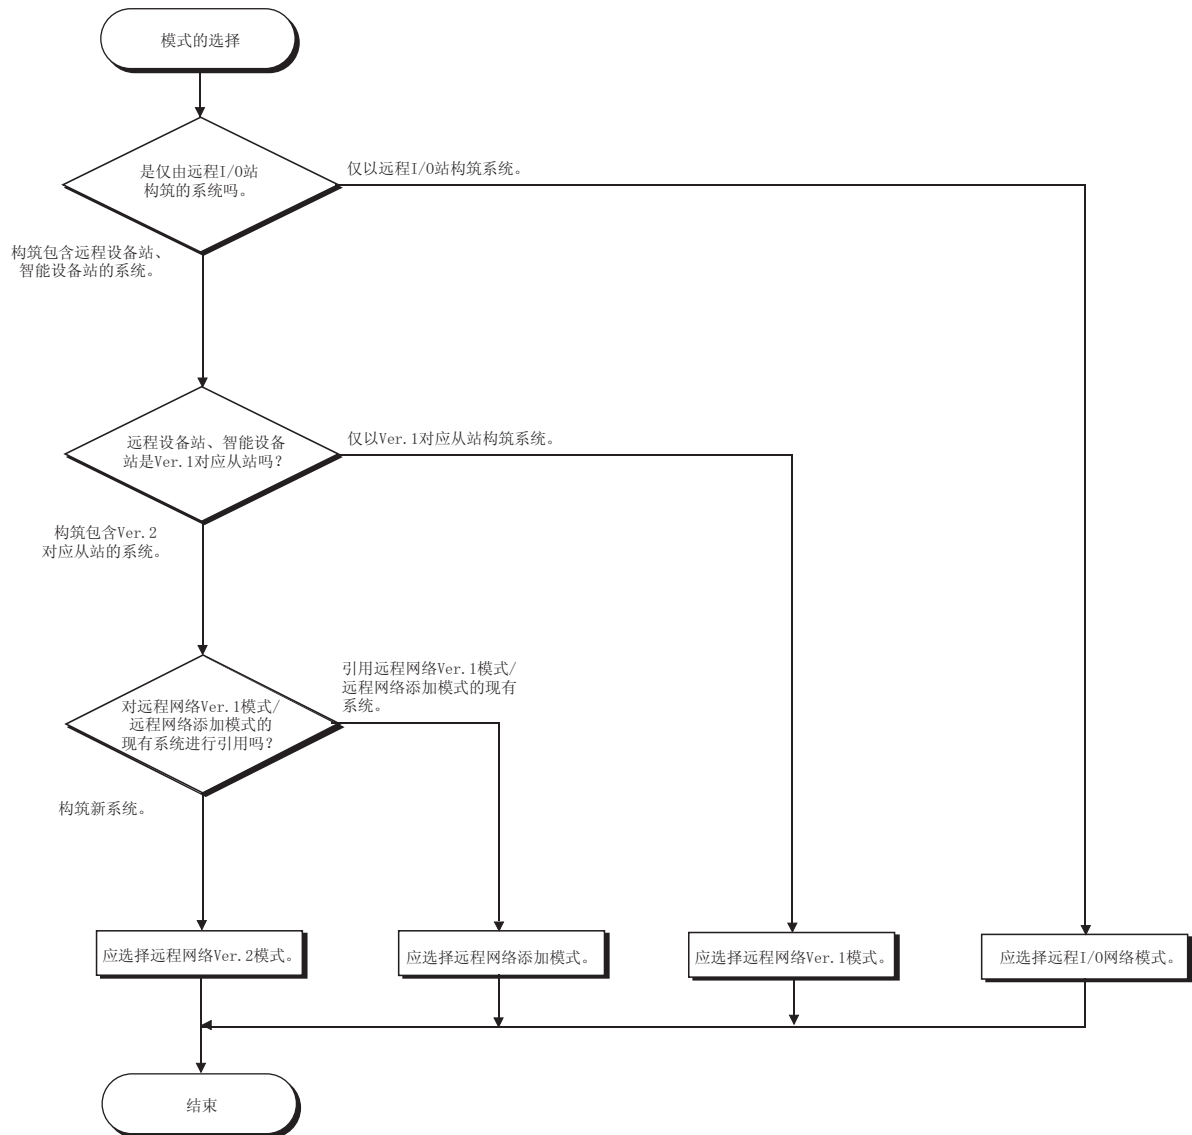 模式的选择
是仅由远程I/O站
构筑的系统吗。
仅以远程I/O站构筑系统。
构筑包含远程设备站、
智能设备站的系统。
远程设备站、智能设备
站是Ver.1对应从站吗？
仅以Ver.1对应从站构筑系统。
构筑包含Ver.2
对应从站的系统。
对远程网络Ver.1模式/
远程网络添加模式的
现有系统进行引用吗？
引用远程网络Ver.1模式/
远程网络添加模式的现有
系统。
构筑新系统。
应选择远程网络Ver.2模式。
应选择远程网络添加模式。
应选择远程网络Ver.1模式。
应选择远程I/O网络模式。
结束